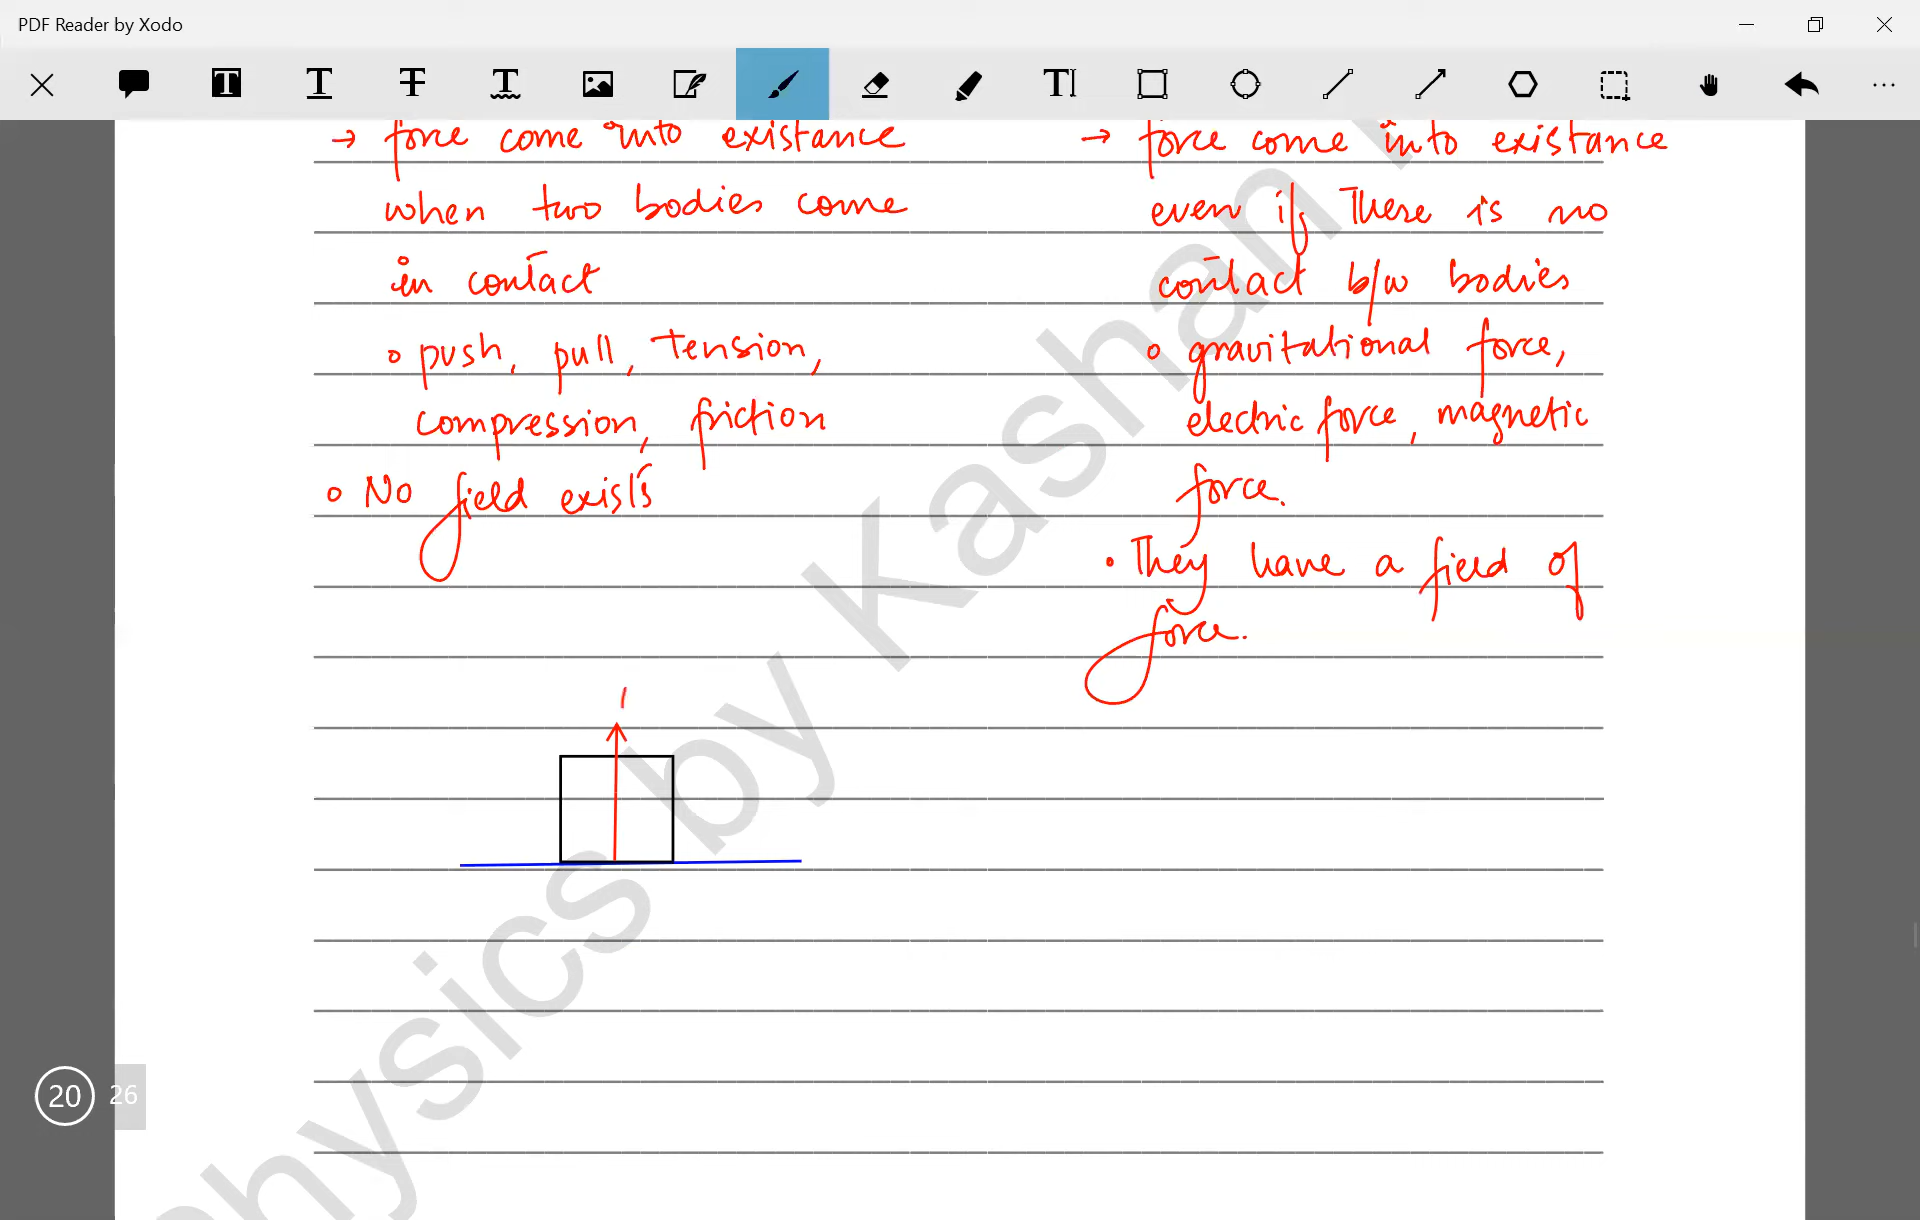 PDF Reader by Xodo
→ force come into existance
when two bodies come
in contact
∘ push, pull, tension,
compression, friction
∘ No field exists
→ force come into existance
even if There is no
contact b/w bodies
∘ gravitational force,
electric force, magnetic
force.
• They have a field of
force.
Physics by Kashan
20
26